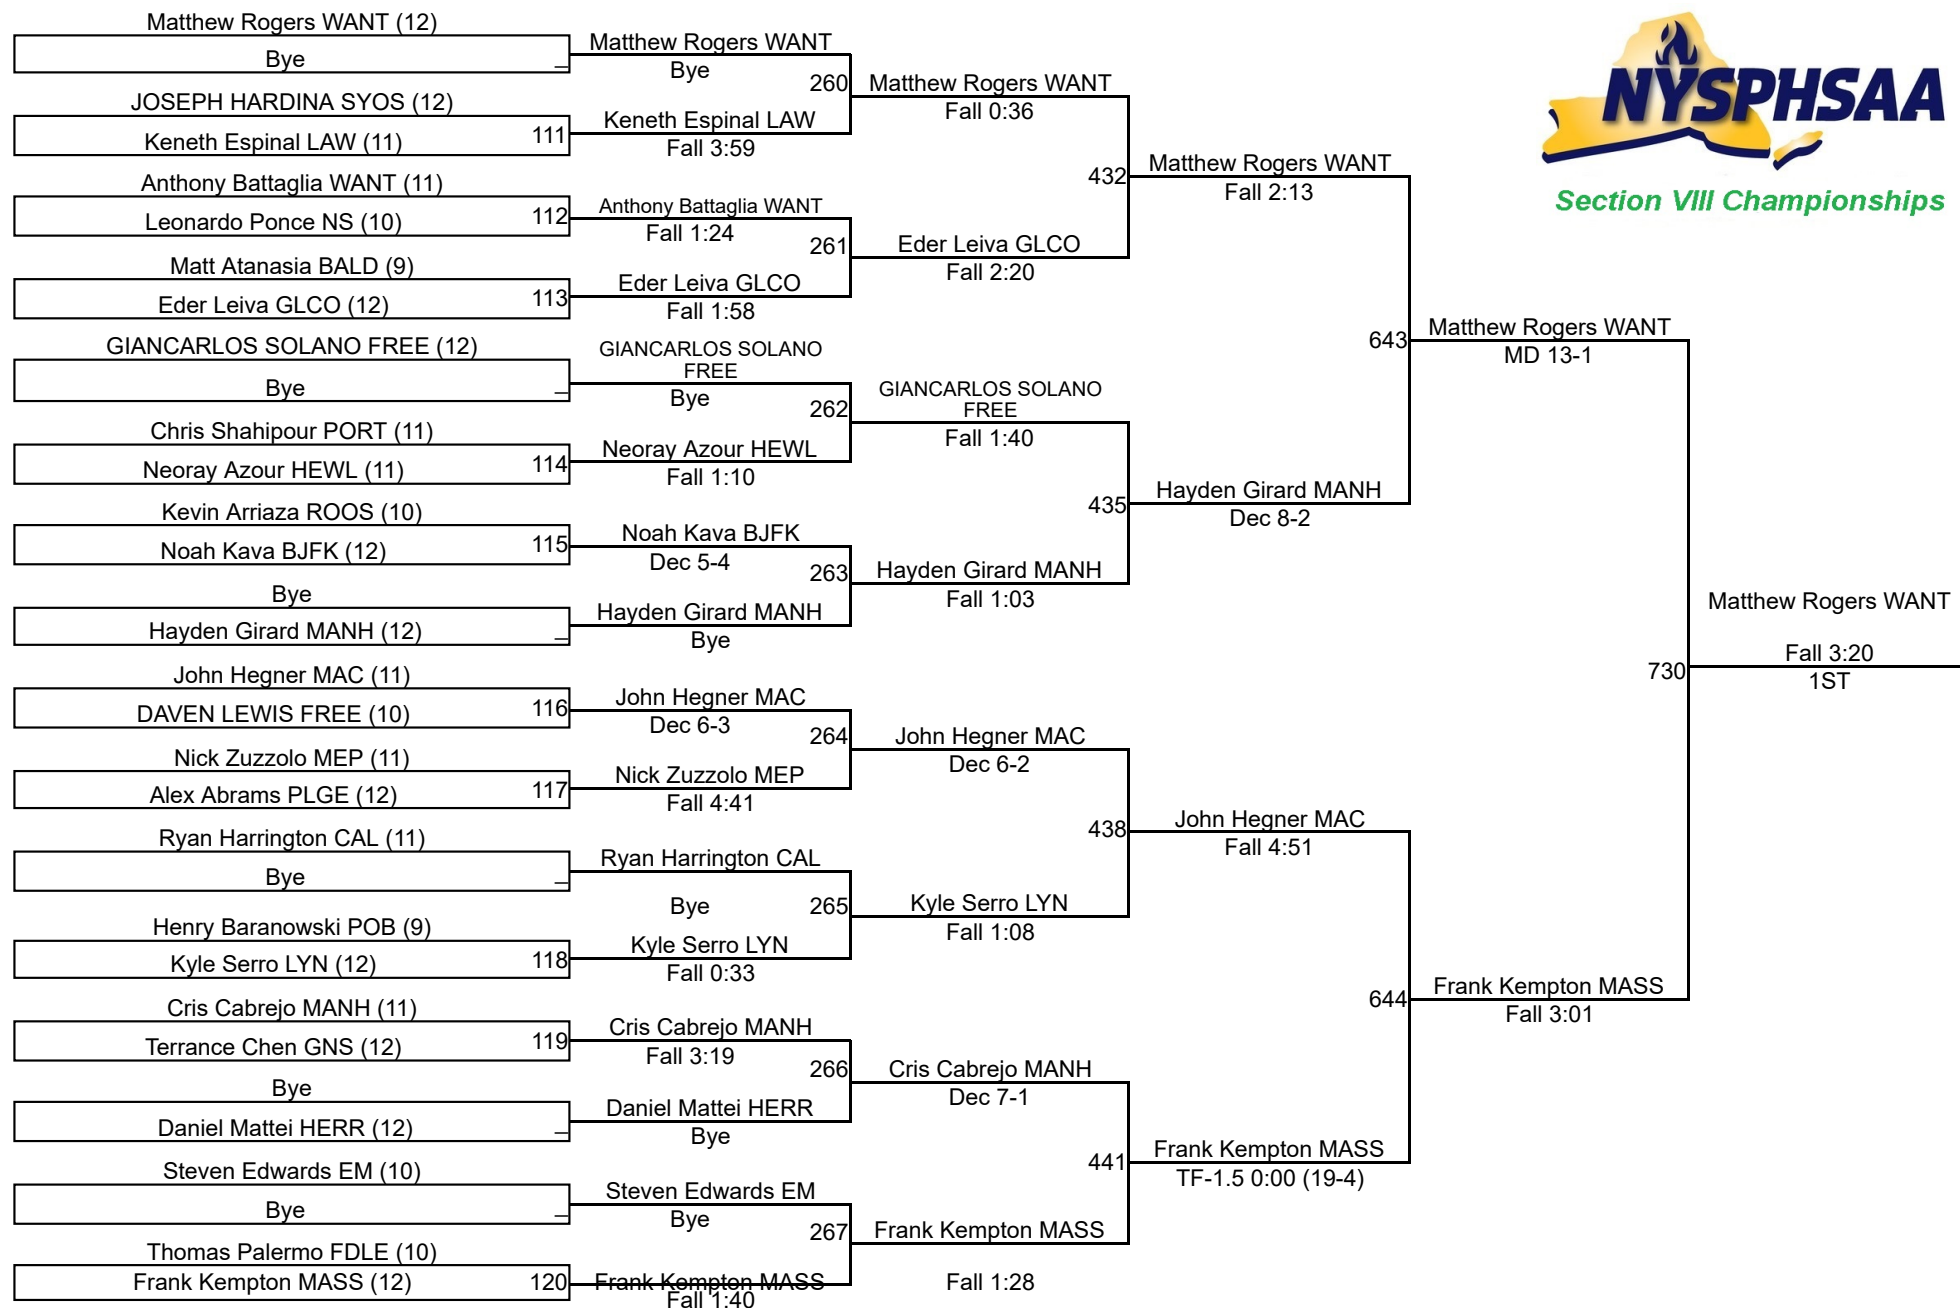 Matthew Rogers WANT (12)
Bye
_
JOSEPH HARDINA SYOS (12)
Keneth Espinal LAW (11)
111
Anthony Battaglia WANT (11)
Leonardo Ponce NS (10)
112
Matt Atanasia BALD (9)
Eder Leiva GLCO (12)
113
GIANCARLOS SOLANO FREE (12)
Bye
_
Chris Shahipour PORT (11)
Neoray Azour HEWL (11)
114
Kevin Arriaza ROOS (10)
Noah Kava BJFK (12)
115
Bye
Hayden Girard MANH (12)
_
John Hegner MAC (11)
DAVEN LEWIS FREE (10)
116
Nick Zuzzolo MEP (11)
Alex Abrams PLGE (12)
117
Ryan Harrington CAL (11)
Bye
_
Henry Baranowski POB (9)
Kyle Serro LYN (12)
118
Cris Cabrejo MANH (11)
Terrance Chen GNS (12)
119
Bye
Daniel Mattei HERR (12)
_
Steven Edwards EM (10)
Bye
_
Thomas Palermo FDLE (10)
Frank Kempton MASS (12)
120
Matthew Rogers WANT
Bye
260
Keneth Espinal LAW
Fall 3:59
Anthony Battaglia WANT
Fall 1:24
261
Eder Leiva GLCO
Fall 1:58
GIANCARLOS SOLANO
FREE
Bye
262
Neoray Azour HEWL
Fall 1:10
Noah Kava BJFK
Dec 5-4
263
Hayden Girard MANH
Bye
John Hegner MAC
Dec 6-3
264
Nick Zuzzolo MEP
Fall 4:41
Ryan Harrington CAL
Bye
265
Kyle Serro LYN
Fall 0:33
Cris Cabrejo MANH
Fall 3:19
266
Daniel Mattei HERR
Bye
Steven Edwards EM
Bye
267
Frank Kempton MASS
Fall 1:40
Matthew Rogers WANT
Fall 0:36
432
Eder Leiva GLCO
Fall 2:20
GIANCARLOS SOLANO
FREE
Fall 1:40
435
Hayden Girard MANH
Fall 1:03
John Hegner MAC
Dec 6-2
438
Kyle Serro LYN
Fall 1:08
Cris Cabrejo MANH
Dec 7-1
441
Frank Kempton MASS
Fall 1:28
Matthew Rogers WANT
Fall 2:13
643
Hayden Girard MANH
Dec 8-2
John Hegner MAC
Fall 4:51
644
Frank Kempton MASS
TF-1.5 0:00 (19-4)
Matthew Rogers WANT
MD 13-1
730
Frank Kempton MASS
Fall 3:01
Matthew Rogers WANT
Fall 3:20
1ST
NYSPHSAA
Section VIII Championships